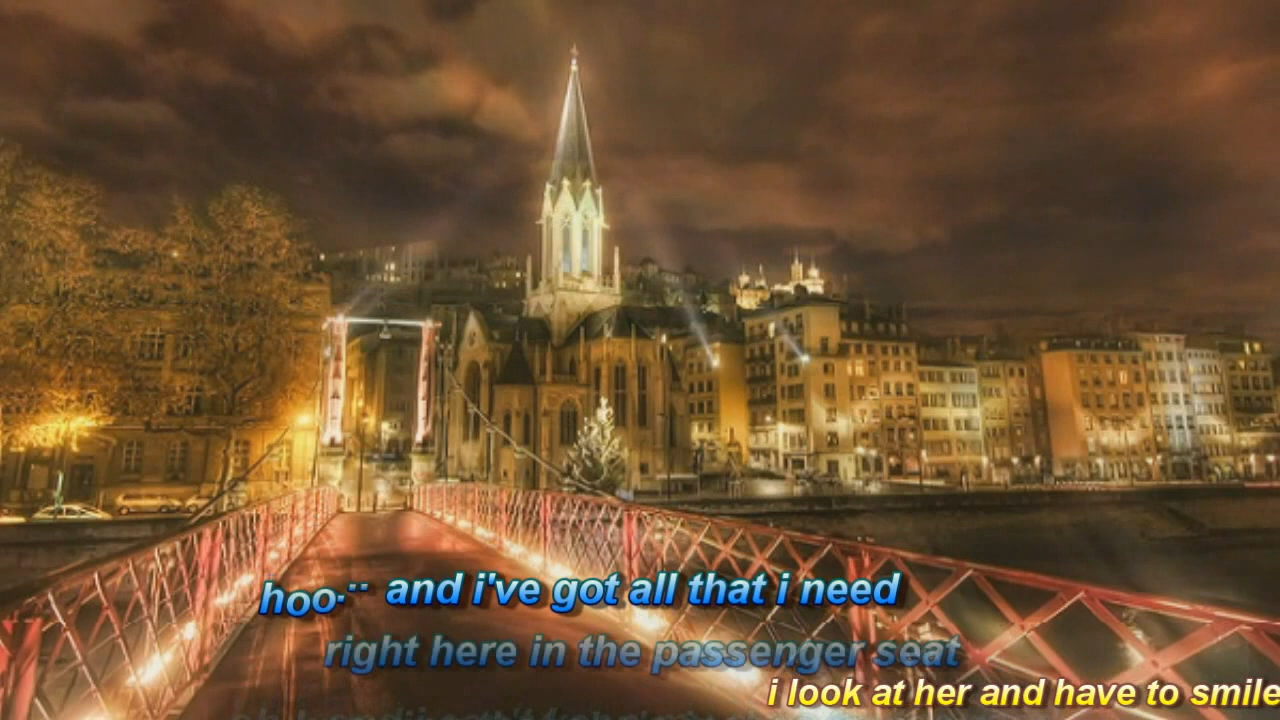 hoo... and i've got all that i need
right here in the passenger seat
i look at her and have to smile